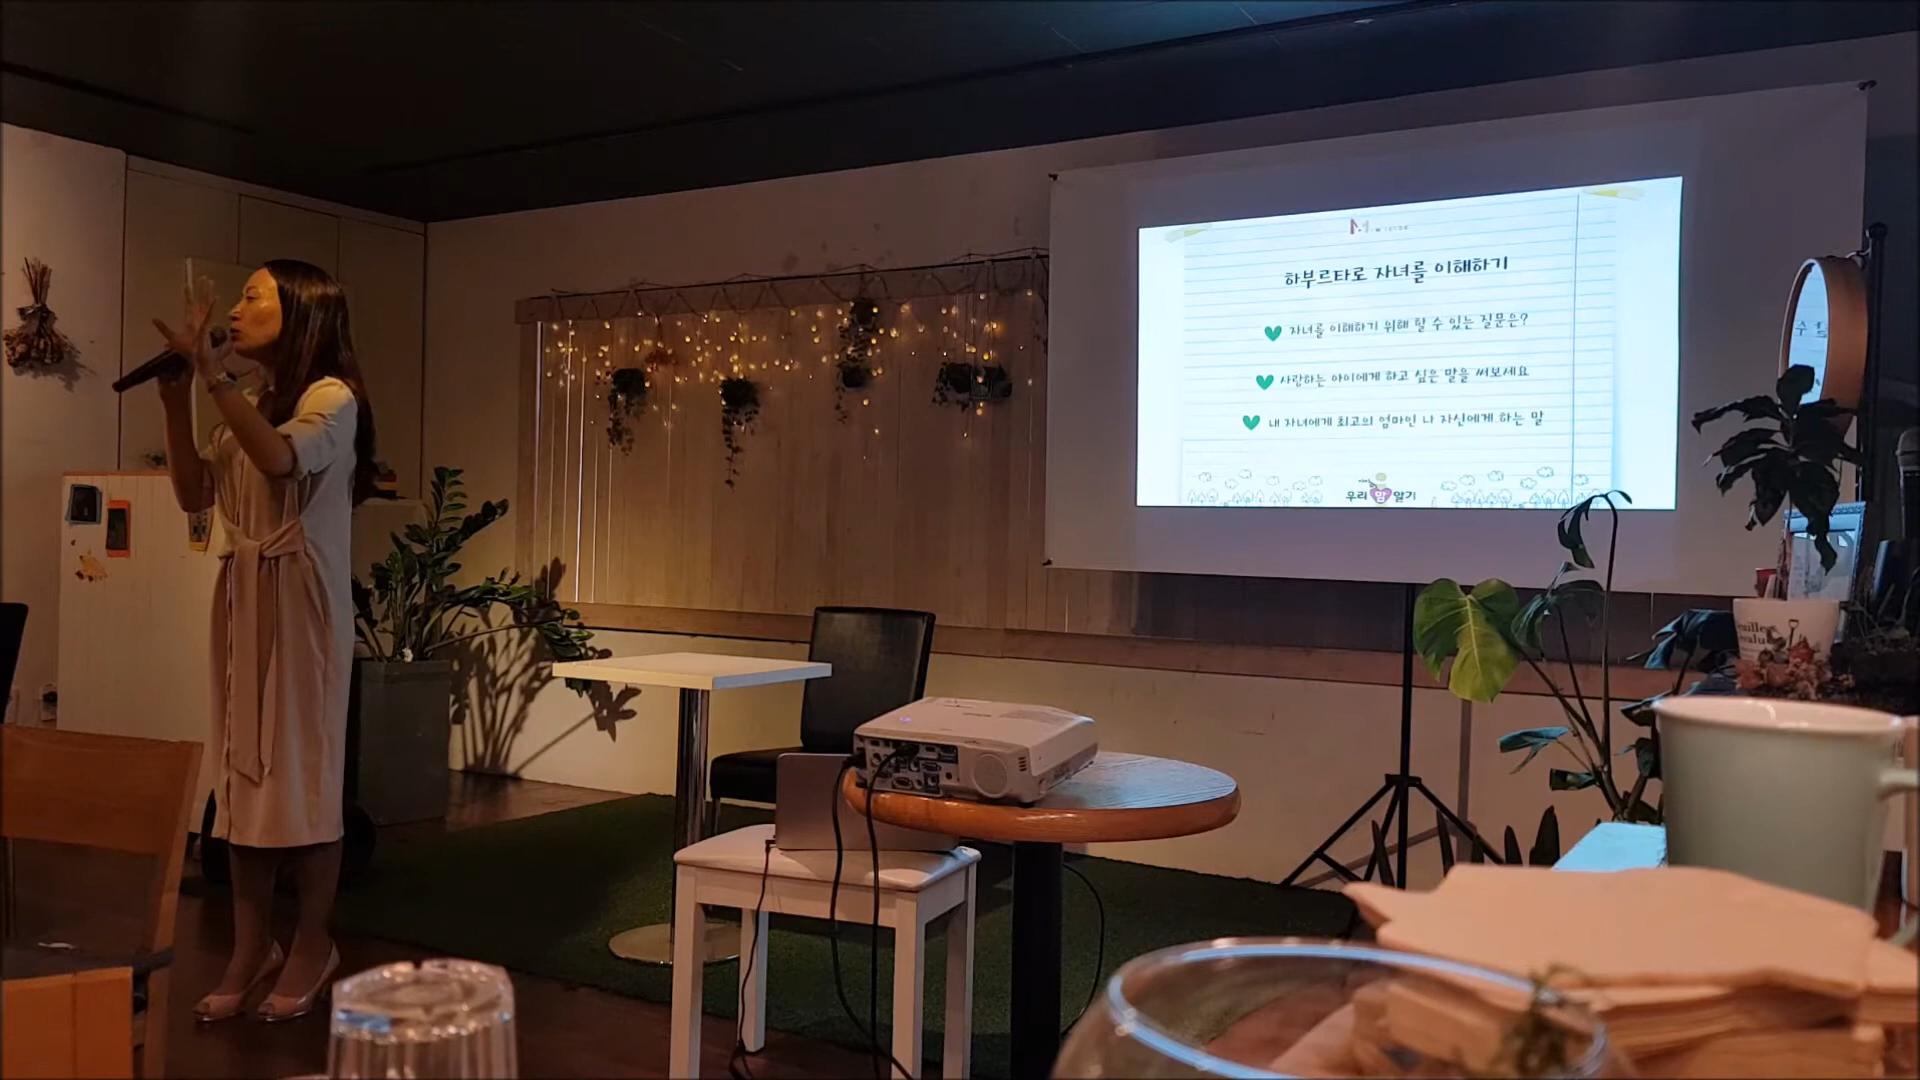 하부르타로 자녀를 이해하기
자녀를 이해하기 위해 할 수 있는 질문은?
사랑하는 아이에게 하고 싶은 말을 써보세요
내 자녀에게 최고의 엄마인 나 자신에게 하는 말
우리 맘 알기